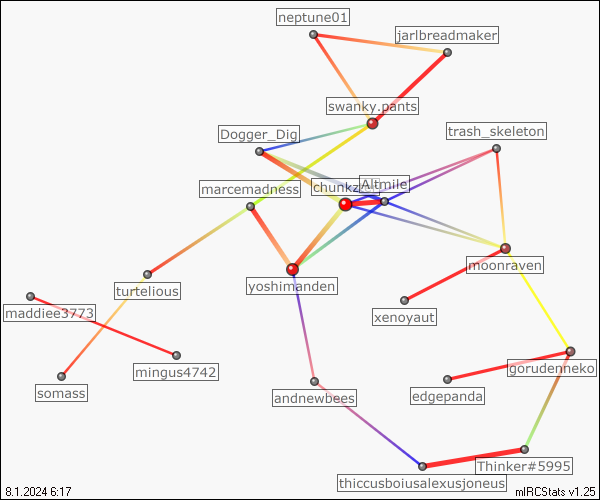 neptune01
jarlbreadmaker
swanky.pants
trash_skeleton
Dogger_Dig
Altmile
marcemadness
moonraven
yoshimanden
turtelious
maddiee3773
xenoyaut
gorudenneko
mingus4742
somass
edgepanda
andnewbees
Thinker#5995
thiccusboiusalexusjoneus
8.1.2024 6:17
mIRCStats v1.25